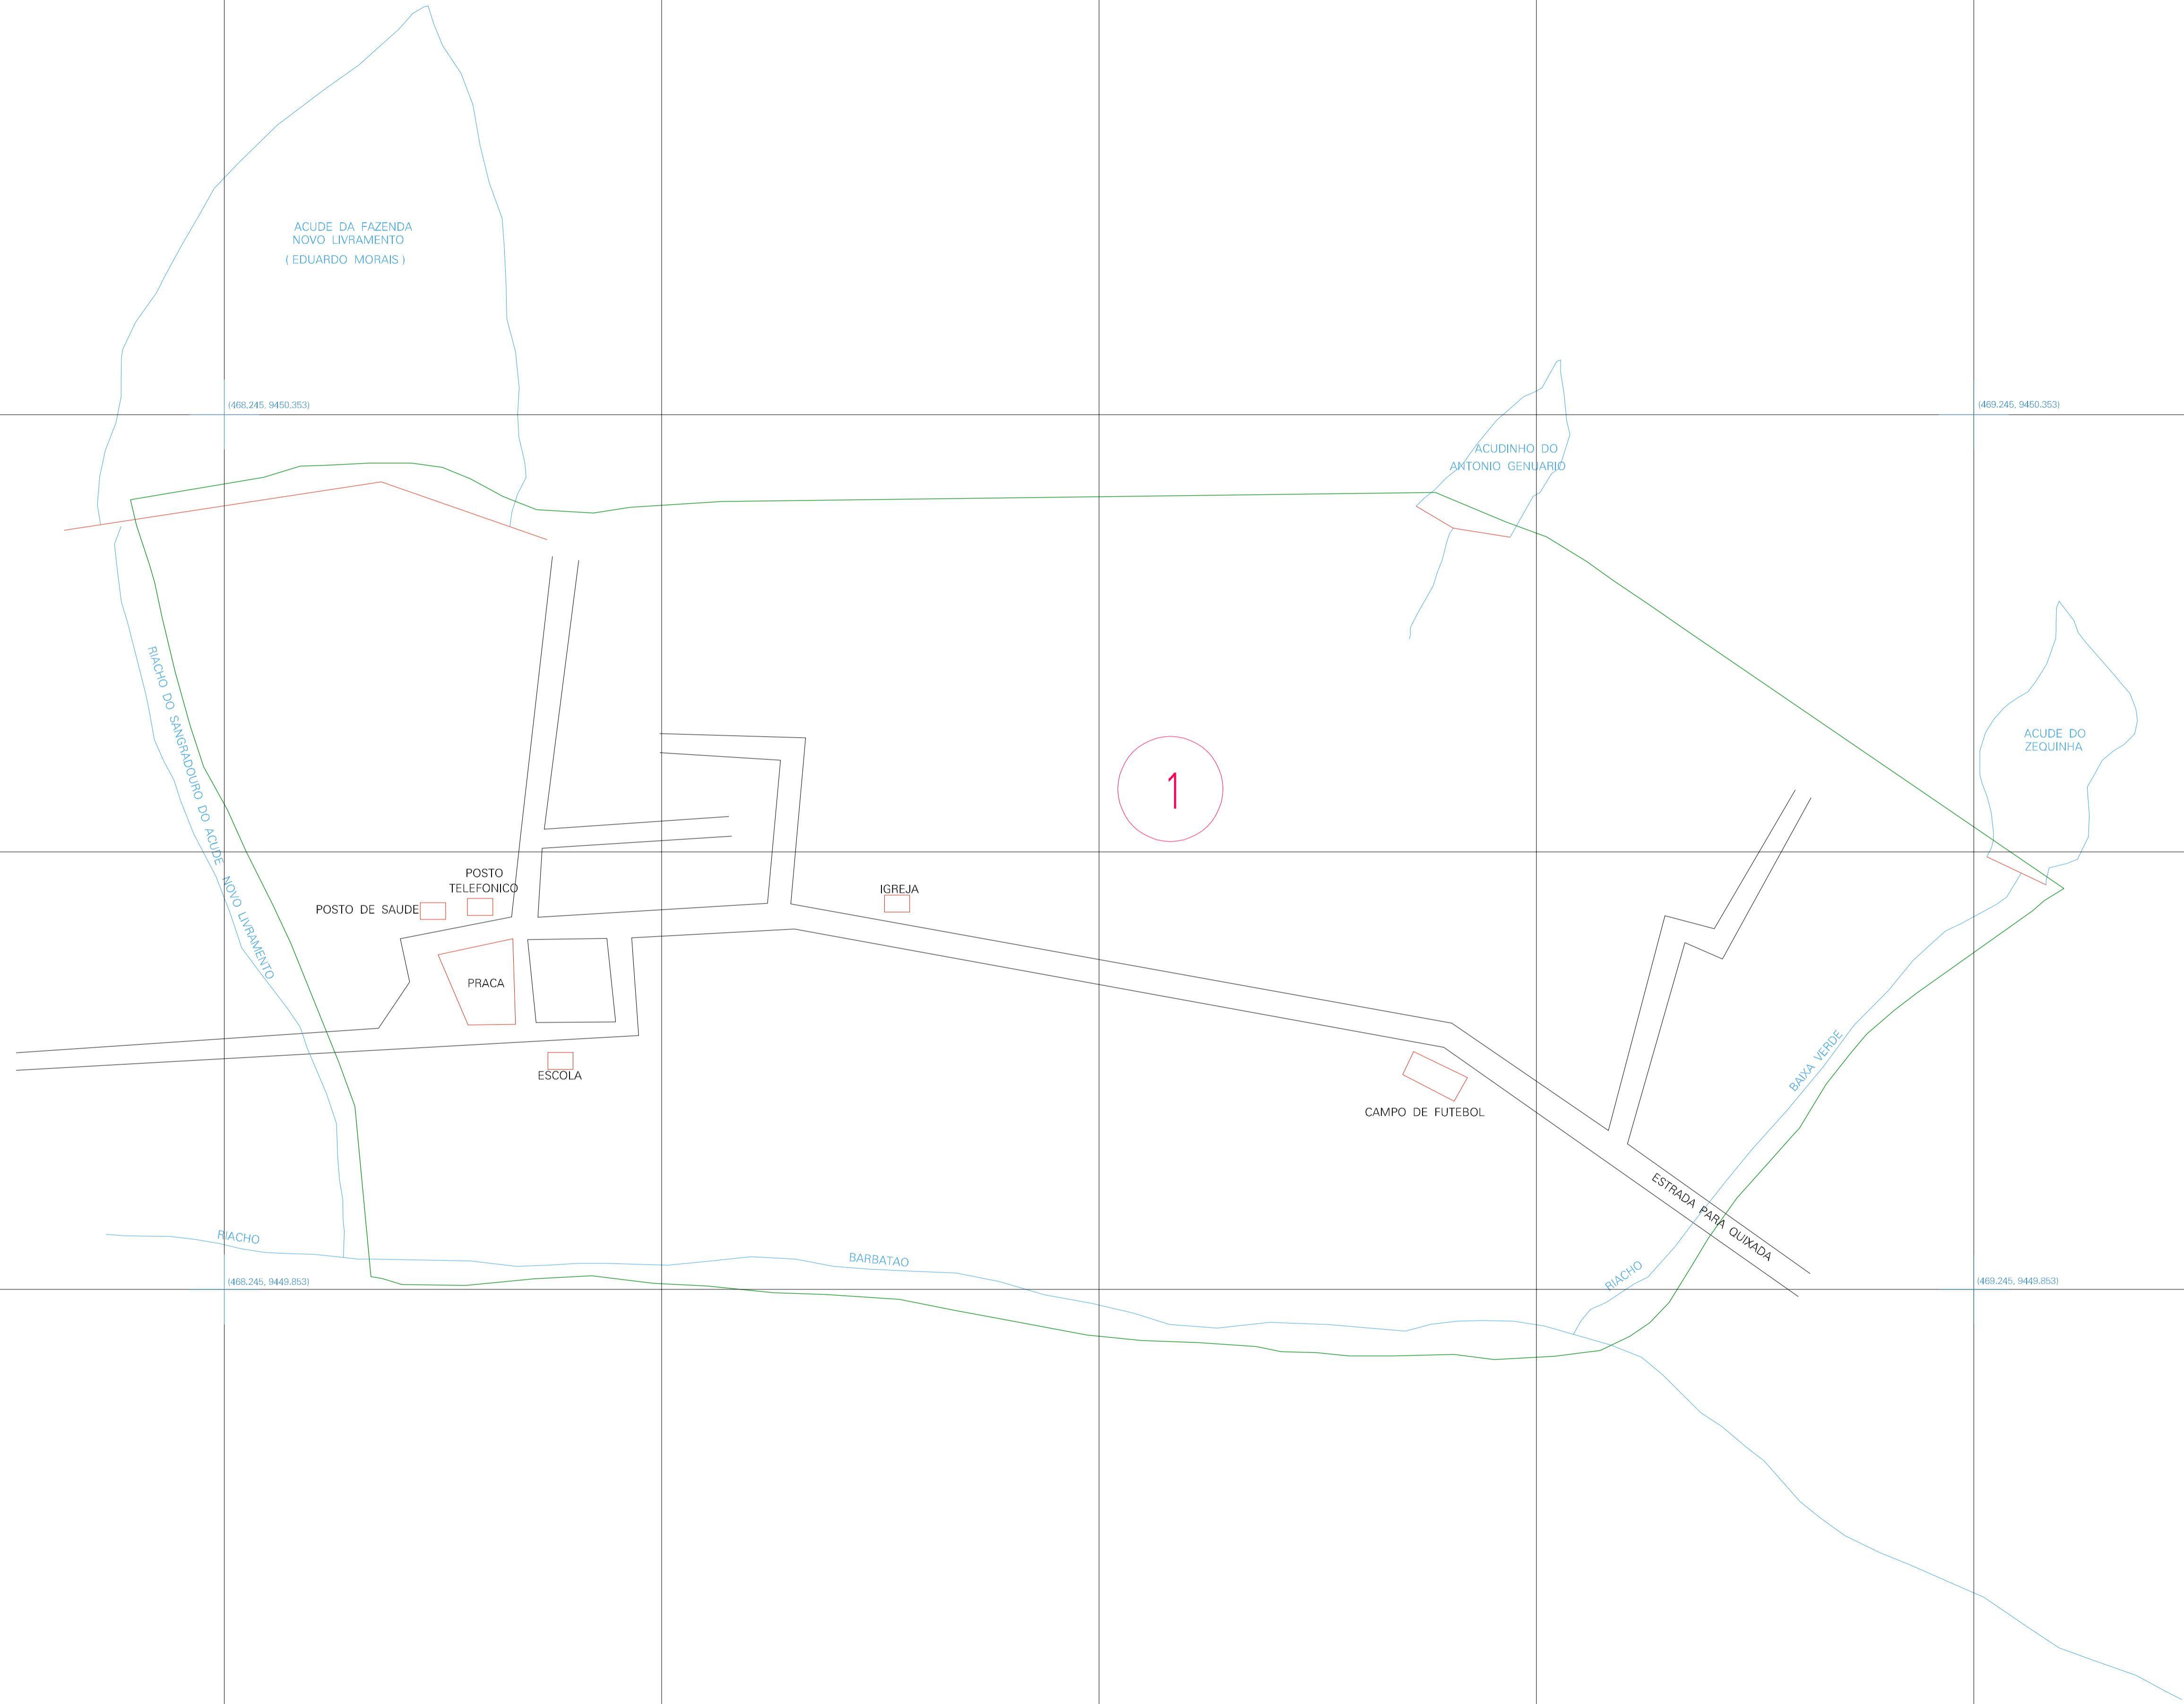 ACUDE DA FAZENDA
NOVO LIVRAMENTO
( EDUARDO MORAIS )
(468.245, 9450.353)
(469.245, 9450.353)
ACUDINHO DO
ANTONIO GENUARIO
RIACHO DO SANGRADOURO DO ACUDE NOVO LIVRAMENTO
ACUDE DO
ZEQUINHA
1
POSTO
TELEFONICO
POSTO DE SAUDE
IGREJA
PRACA
ESCOLA
CAMPO DE FUTEBOL
BAIXA VERDE
ESTRADA PARA QUIXADA
RIACHO
BARBATAO
RIACHO
(468.245, 9449.853)
(469.245, 9449.853)